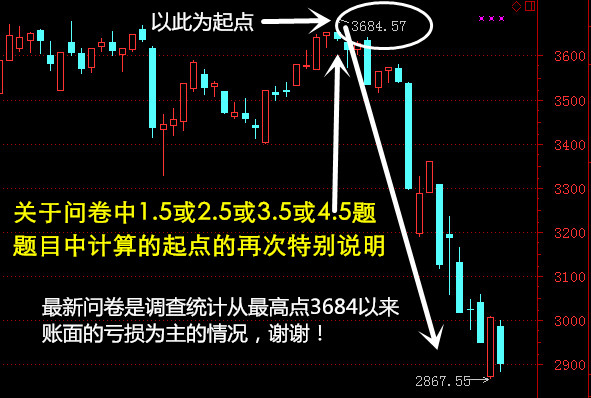 以此为起点
3684.57
3600
3500
3400
3300
3200
3100
3000
2900
关于问卷中1.5或2.5或3.5或4.5题
题目中计算的起点的再次特别说明
最新问卷是调查统计从最高点3684以来
账面的亏损为主的情况，谢谢！
2867.55